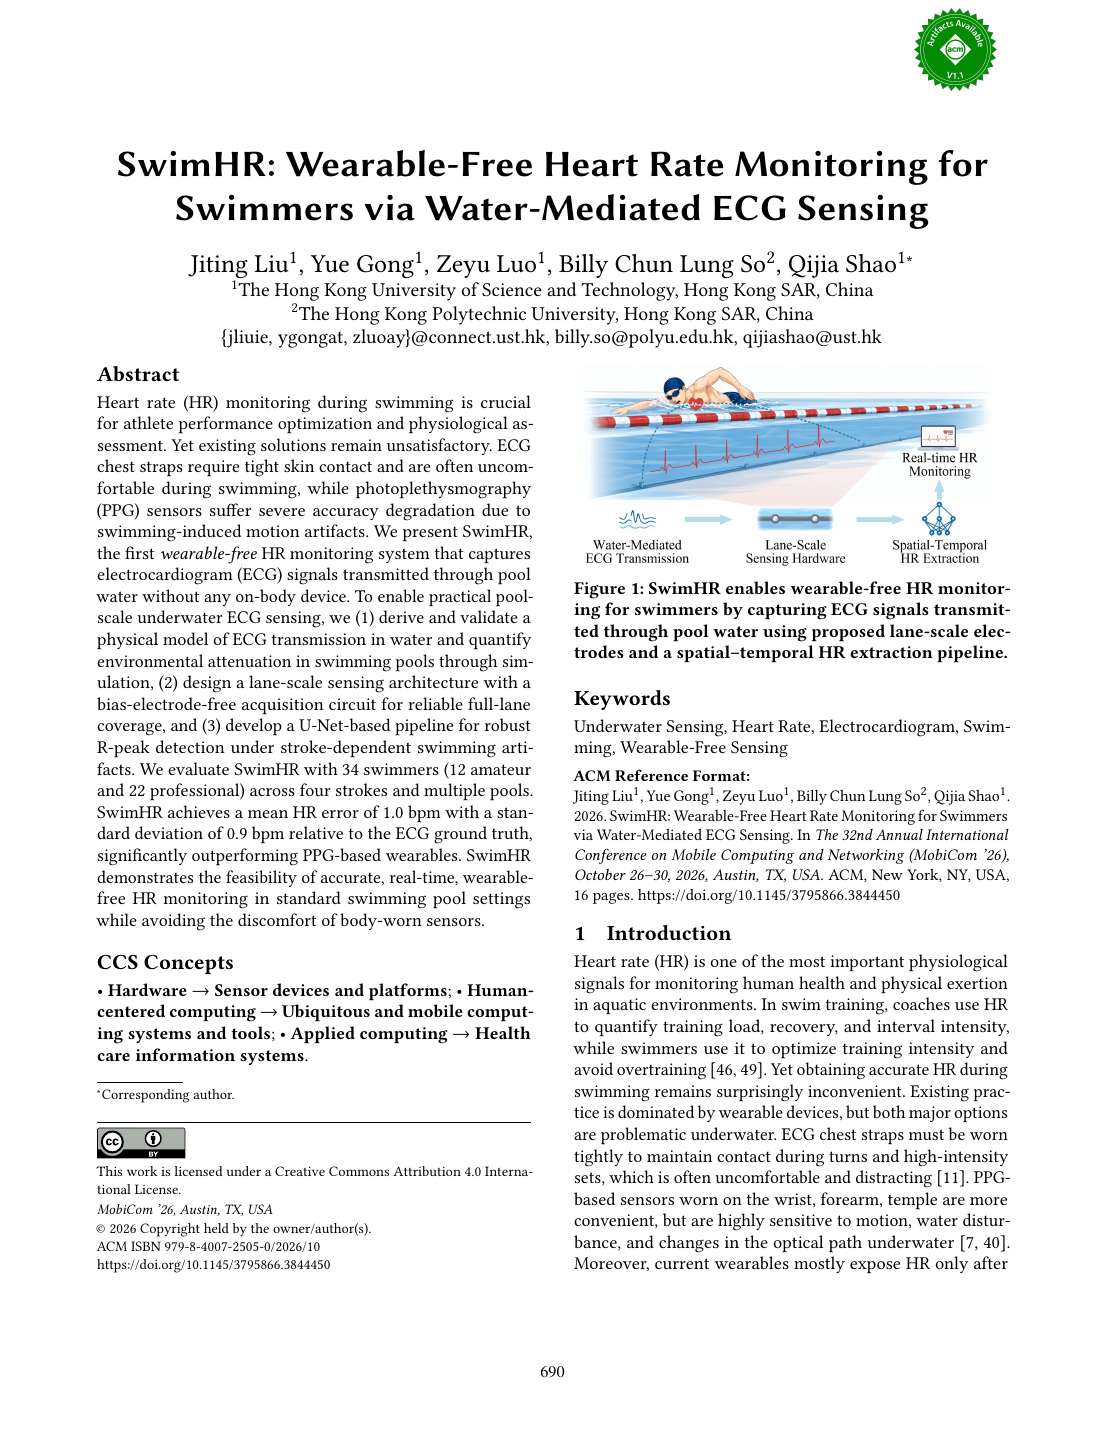 Artifacts Available
acm
V1.1
SwimHR: Wearable-Free Heart Rate Monitoring for
Swimmers via Water-Mediated ECG Sensing
Jiting Liu1, Yue Gong1, Zeyu Luo1, Billy Chun Lung So2, Qijia Shao1*
1The Hong Kong University of Science and Technology, Hong Kong SAR, China
2The Hong Kong Polytechnic University, Hong Kong SAR, China
{jliuie, ygongat, zluoay}@connect.ust.hk, billy.so@polyu.edu.hk, qijiashao@ust.hk
Abstract
Heart rate (HR) monitoring during swimming is crucial
for athlete performance optimization and physiological as-
sessment. Yet existing solutions remain unsatisfactory. ECG
chest straps require tight skin contact and are often uncom-
fortable during swimming, while photoplethysmography
(PPG) sensors suffer severe accuracy degradation due to
swimming-induced motion artifacts. We present SwimHR,
the first wearable-free HR monitoring system that captures
electrocardiogram (ECG) signals transmitted through pool
water without any on-body device. To enable practical pool-
scale underwater ECG sensing, we (1) derive and validate a
physical model of ECG transmission in water and quantify
environmental attenuation in swimming pools through sim-
ulation, (2) design a lane-scale sensing architecture with a
bias-electrode-free acquisition circuit for reliable full-lane
coverage, and (3) develop a U-Net-based pipeline for robust
R-peak detection under stroke-dependent swimming arti-
facts. We evaluate SwimHR with 34 swimmers (12 amateur
and 22 professional) across four strokes and multiple pools.
SwimHR achieves a mean HR error of 1.0 bpm with a stan-
dard deviation of 0.9 bpm relative to the ECG ground truth,
significantly outperforming PPG-based wearables. SwimHR
demonstrates the feasibility of accurate, real-time, wearable-
free HR monitoring in standard swimming pool settings
while avoiding the discomfort of body-worn sensors.
CCS Concepts
• Hardware → Sensor devices and platforms; • Human-
centered computing → Ubiquitous and mobile comput-
ing systems and tools; • Applied computing → Health
care information systems.
*Corresponding author.
cc BY
This work is licensed under a Creative Commons Attribution 4.0 Interna-
tional License.
MobiCom '26, Austin, TX, USA
© 2026 Copyright held by the owner/author(s).
ACM ISBN 979-8-4007-2505-0/2026/10
https://doi.org/10.1145/3795866.3844450
Real-time HR
Monitoring
Water-Mediated
ECG Transmission
Lane-Scale
Sensing Hardware
Spatial-Temporal
HR Extraction
Figure 1: SwimHR enables wearable-free HR monitor-
ing for swimmers by capturing ECG signals transmit-
ted through pool water using proposed lane-scale elec-
trodes and a spatial–temporal HR extraction pipeline.
Keywords
Underwater Sensing, Heart Rate, Electrocardiogram, Swim-
ming, Wearable-Free Sensing
ACM Reference Format:
Jiting Liu1, Yue Gong1, Zeyu Luo1, Billy Chun Lung So2, Qijia Shao1.
2026. SwimHR: Wearable-Free Heart Rate Monitoring for Swimmers
via Water-Mediated ECG Sensing. In The 32nd Annual International
Conference on Mobile Computing and Networking (MobiCom '26),
October 26–30, 2026, Austin, TX, USA. ACM, New York, NY, USA,
16 pages. https://doi.org/10.1145/3795866.3844450
1 Introduction
Heart rate (HR) is one of the most important physiological
signals for monitoring human health and physical exertion
in aquatic environments. In swim training, coaches use HR
to quantify training load, recovery, and interval intensity,
while swimmers use it to optimize training intensity and
avoid overtraining [46, 49]. Yet obtaining accurate HR during
swimming remains surprisingly inconvenient. Existing prac-
tice is dominated by wearable devices, but both major options
are problematic underwater. ECG chest straps must be worn
tightly to maintain contact during turns and high-intensity
sets, which is often uncomfortable and distracting [11]. PPG-
based sensors worn on the wrist, forearm, temple are more
convenient, but are highly sensitive to motion, water distur-
bance, and changes in the optical path underwater [7, 40].
Moreover, current wearables mostly expose HR only after
690